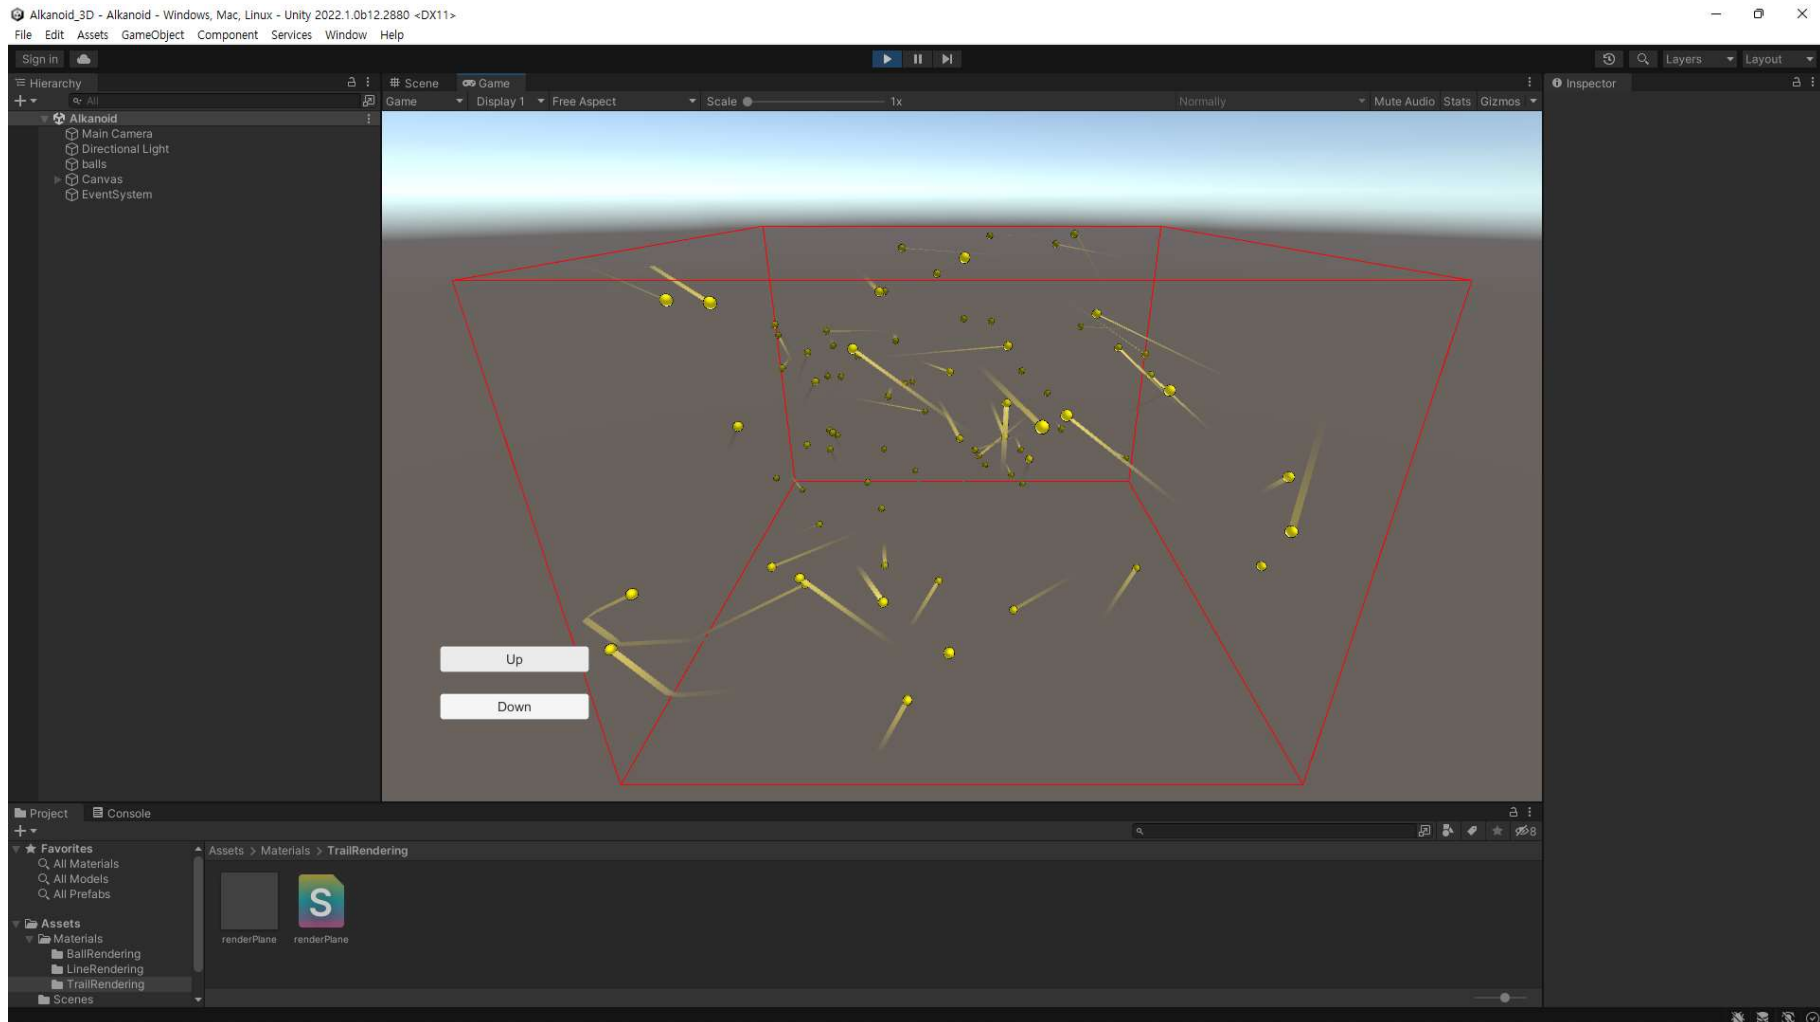 Alkanoid_3D - Alkanoid - Windows, Mac, Linux - Unity 2022.1.0b12.2880 <DX11>
File Edit Assets GameObject Component Services Window Help
Sign in
Layers Layout
Hierarchy
All
Alkanoid
Main Camera
Directional Light
balls
Canvas
EventSystem
Scene Game
Game Display 1 Free Aspect Scale 1x Normally Mute Audio Stats Gizmos
Inspector
Up
Down
Project Console
8
Favorites
All Materials
All Models
All Prefabs
Assets
Materials
BallRendering
LineRendering
TrailRendering
Scenes
Assets > Materials > TrailRendering
S
renderPlane renderPlane